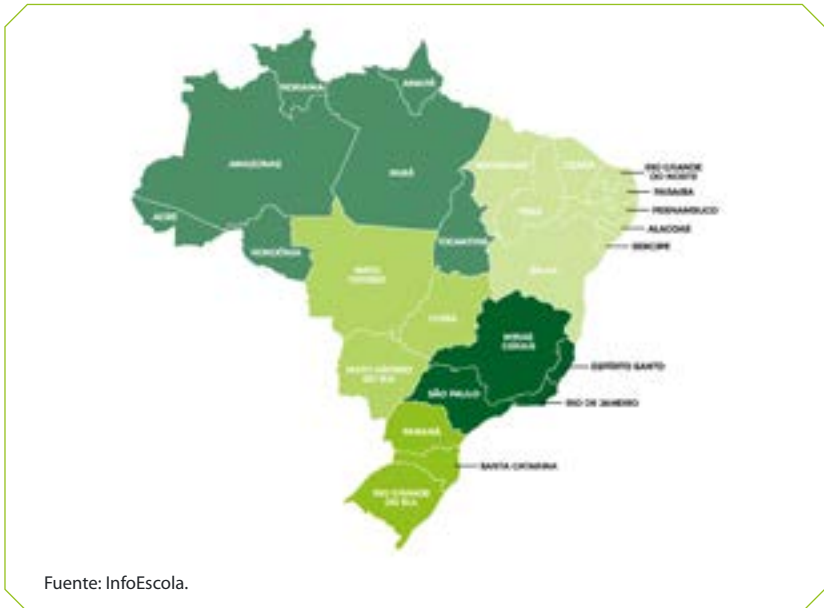 RORAIMA
AMAPÁ
AMAZONAS
PARÁ
MARANHÃO
CEARÁ
RIO GRANDE
DO NORTE
PARAÍBA
PERNAMBUCO
ALAGOAS
SERGIPE
PIAUÍ
ACRE
RONDÔNIA
TOCANTINS
BAHIA
MATO
GROSSO
GOIÁS
MINAS
GERAIS
MATO GROSSO
DO SUL
ESPÍRITO SANTO
SÃO PAULO
RIO DE JANEIRO
PARANÁ
SANTA CATARINA
RIO GRANDE
DO SUL
Fuente: InfoEscola.